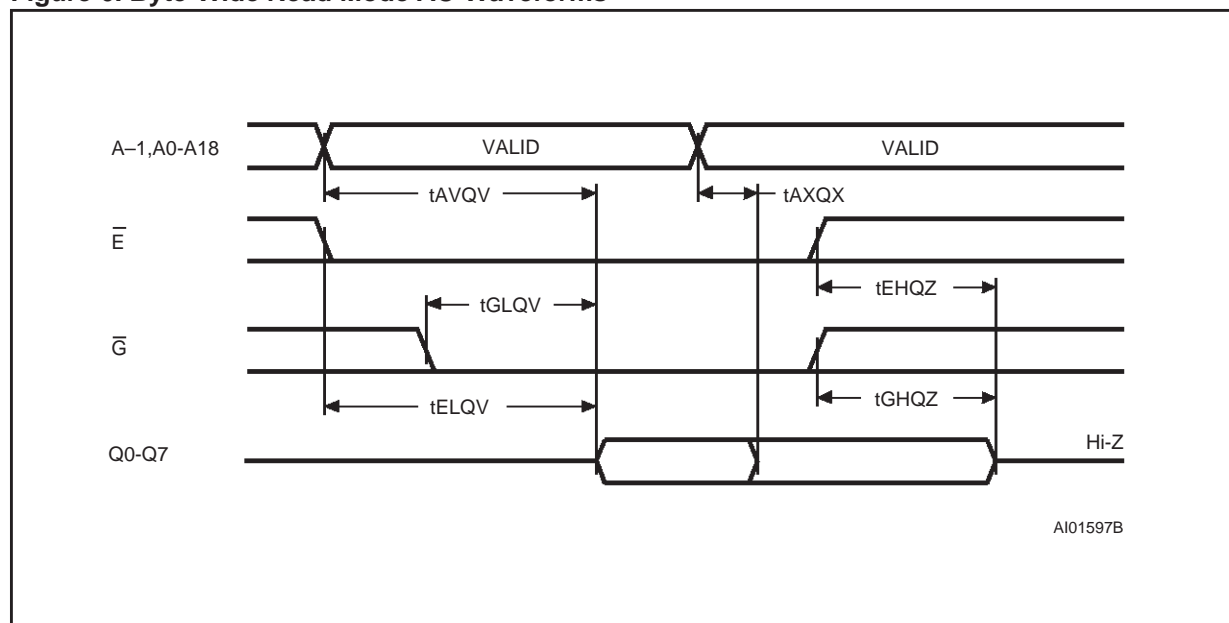 A–1,A0-A18
VALID
VALID
tAVQV
tAXQX
E
tEHQZ
tGLQV
G
tELQV
tGHQZ
Q0-Q7
Hi-Z
AI01597B